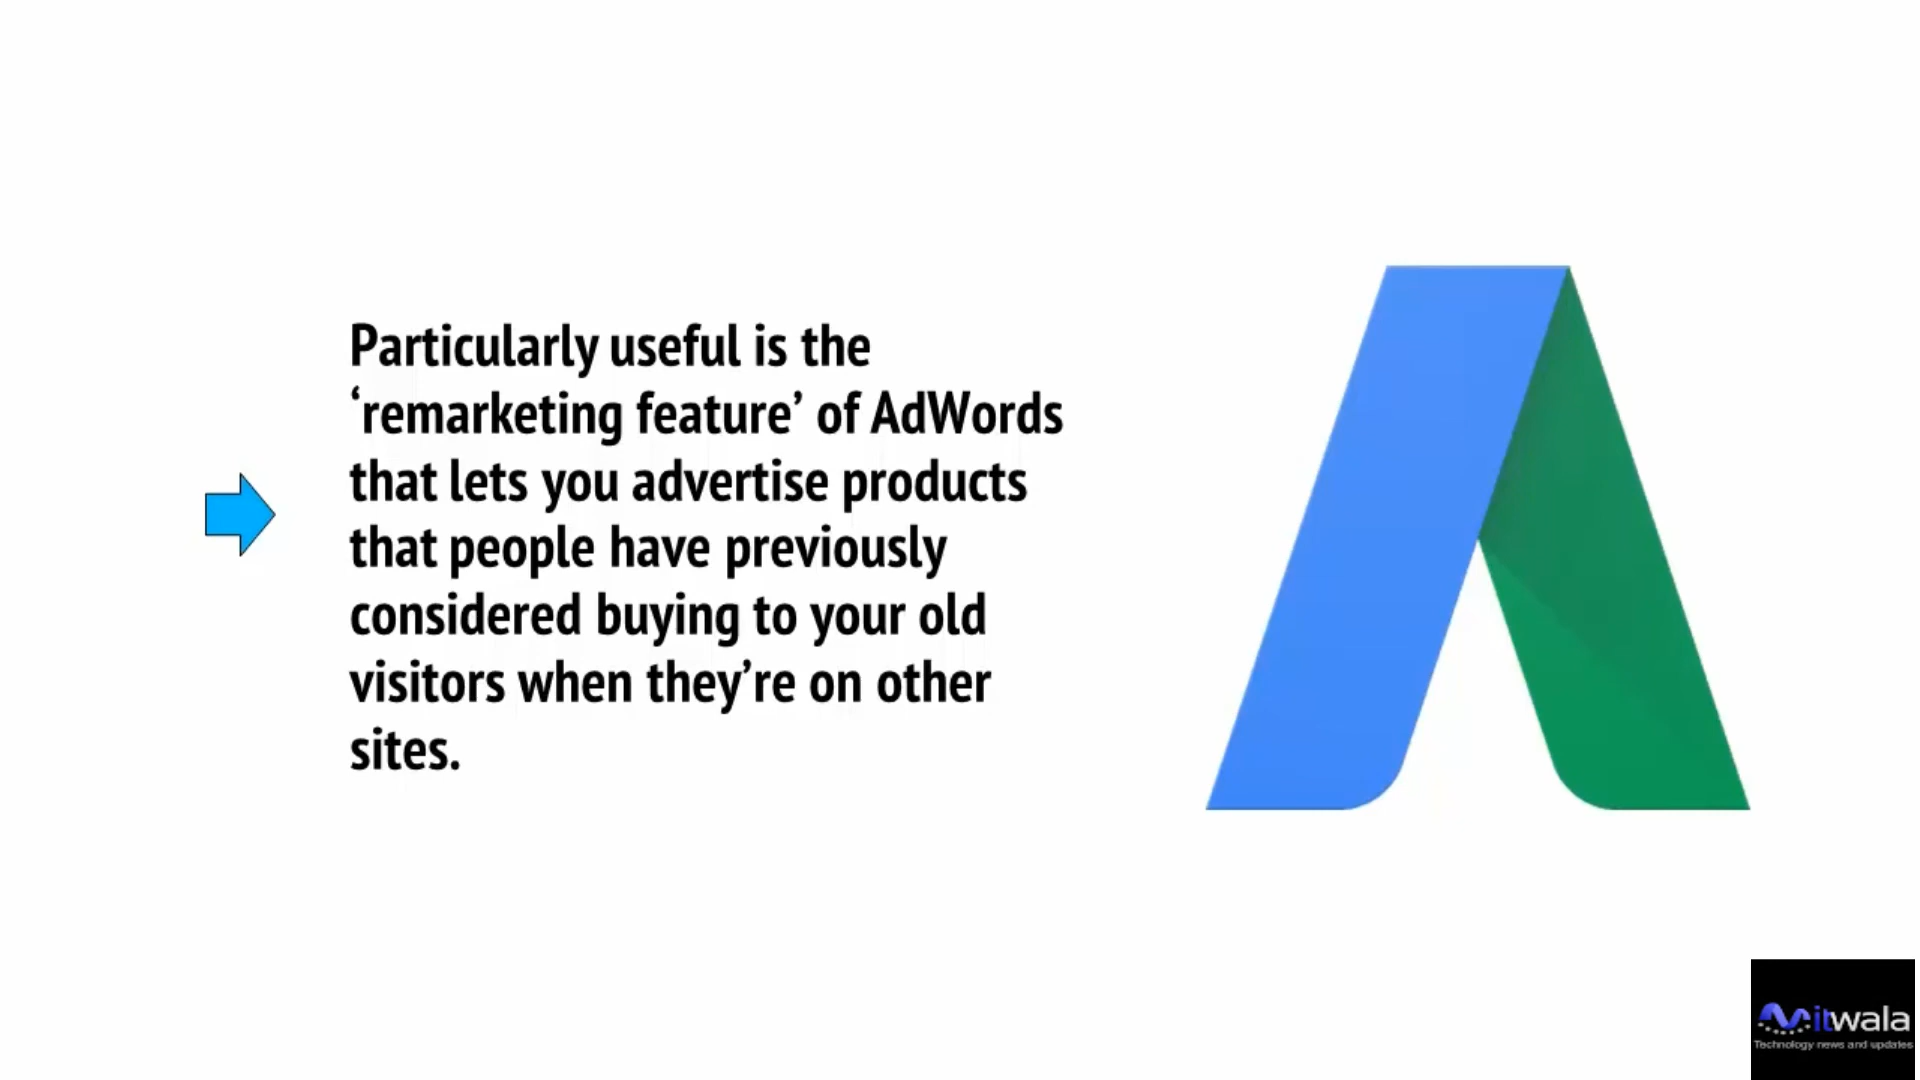 Particularly useful is the
‘remarketing feature’ of AdWords
that lets you advertise products
that people have previously
considered buying to your old
visitors when they’re on other
sites.
itwala
Technology news and updates